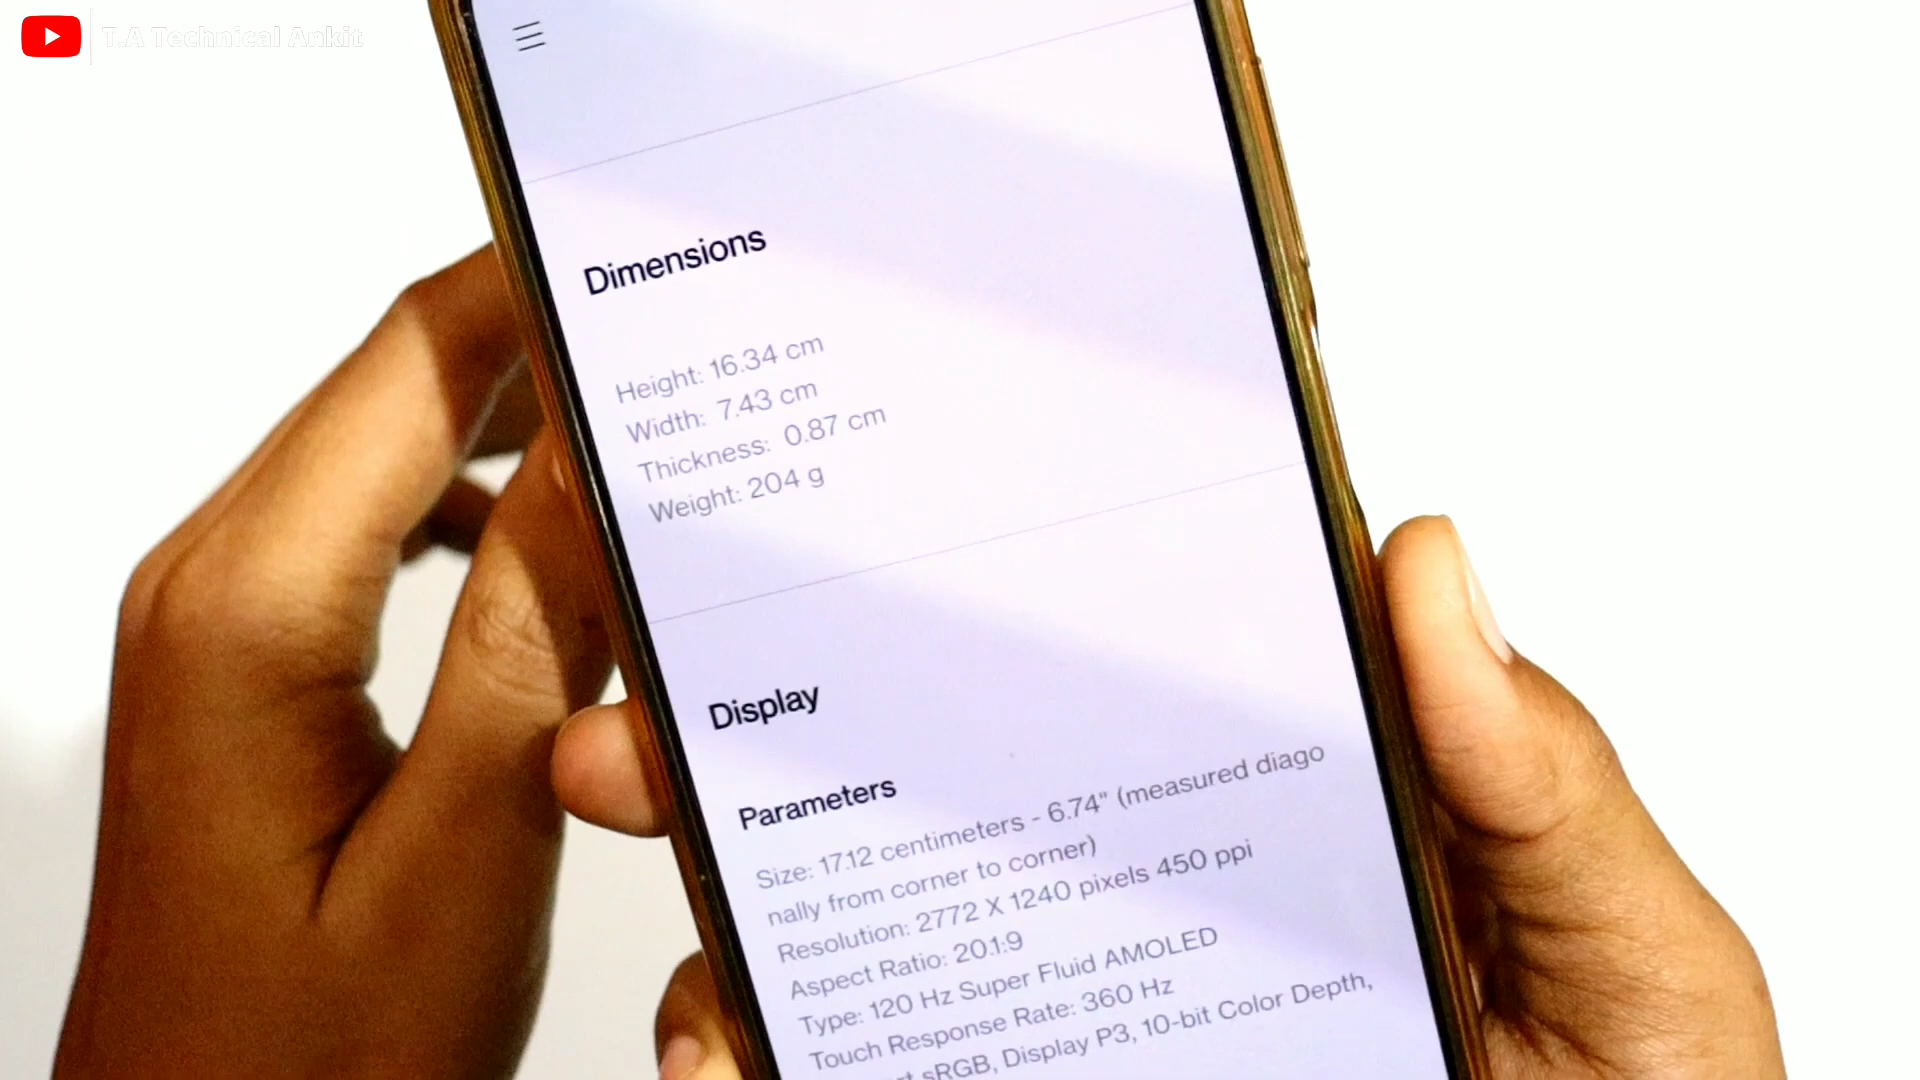 T.A Technical Ankit
Dimensions
Height: 16.34 cm
Width: 7.43 cm
Thickness: 0.87 cm
Weight: 204 g
Display
Parameters
Size: 17.12 centimeters - 6.74" (measured diago
nally from corner to corner)
Resolution: 2772 X 1240 pixels 450 ppi
Aspect Ratio: 20.1:9
Type: 120 Hz Super Fluid AMOLED
Touch Response Rate: 360 Hz
sRGB, Display P3, 10-bit Color Depth,